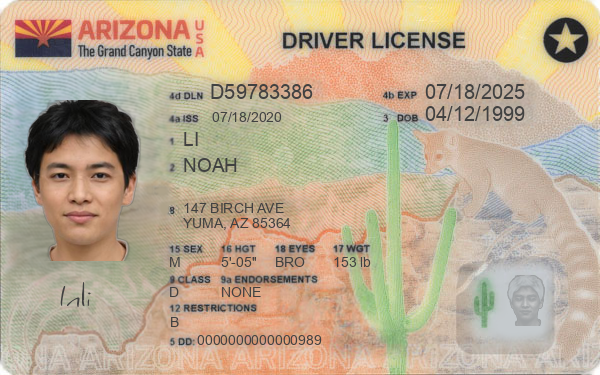 ARIZONA USA
The Grand Canyon State
DRIVER LICENSE
4d DLN D59783386
4b EXP 07/18/2025
4a ISS 07/18/2020
3 DOB 04/12/1999
1 LI
2 NOAH
8 147 BIRCH AVE
YUMA, AZ 85364
15 SEX 16 HGT 18 EYES 17 WGT
M 5'-05" BRO 153 lb
9 CLASS 9a ENDORSEMENTS
D NONE
12 RESTRICTIONS
B
5 DD: 0000000000000989
ARIZONA ARIZONA ARIZONA ARIZONA